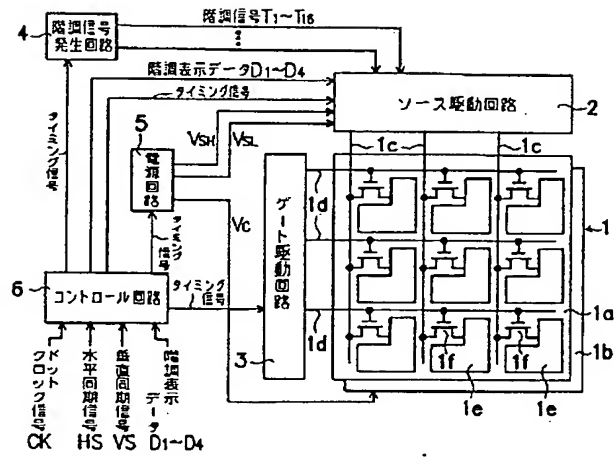 階調信号
発生回路
4
階調信号T1~T16
階調表示データD1~D4
タイミング信号
ソース駆動回路
2
タイミング信号
5
電源回路
VSH
VSL
VC
1c
1c
1c
1d
ゲート駆動回路
3
1
タイミング
信号
6
コントロール回路
タイミング
信号
1d
1a
1b
1f
1f
1e
1e
ドット
クロック信号
CK
水平同期信号
HS
垂直同期信号
VS
階調表示
データ
D1~D4